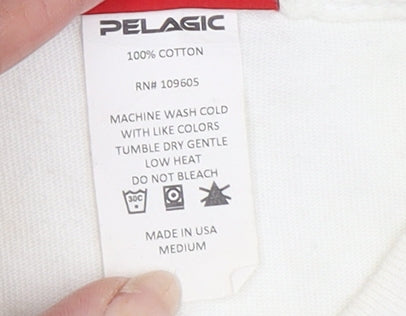 PELAGIC
100% COTTON
RN# 109605
MACHINE WASH COLD
WITH LIKE COLORS
TUMBLE DRY GENTLE
LOW HEAT
DO NOT BLEACH
30C
MADE IN USA
MEDIUM